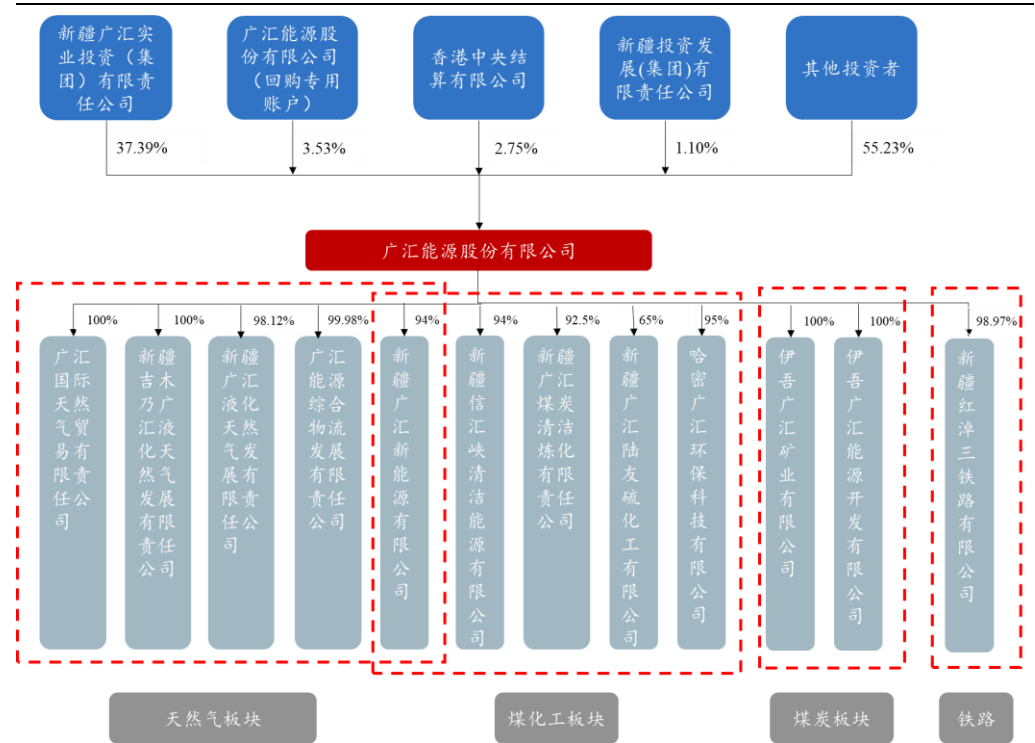 新疆广汇实
业投资（集
团）有限责
任公司
广汇能源股
份有限公司
（回购专用
账户）
香港中央结
算有限公司
新疆投资发
展(集团)有
限责任公司
其他投资者
37.39%
3.53%
2.75%
1.10%
55.23%
广汇能源股份有限公司
100%
100%
98.12%
99.98%
94%
94%
92.5%
65%
95%
100%
100%
98.97%
广汇
国际
天然
气贸
易有
限责
任公
司
新疆
吉木
乃广
汇液
化天
然气
发展
有限
责任
公司
新疆
广汇
液化
天然
气发
展有
限责
任公
司
广汇
能源
综合
物流
发展
有限
责任
公司
新疆广汇新能源有限公司
新疆信汇峡清洁能源有限公司
新疆
广汇
煤炭
清洁
炼化
有限
责任
公司
新疆广汇陆友硫化工有限公司
哈密广汇环保科技有限公司
伊吾广汇矿业有限公司
伊吾广汇能源开发有限公司
新疆红淖三铁路有限公司
天然气板块
煤化工板块
煤炭板块
铁路